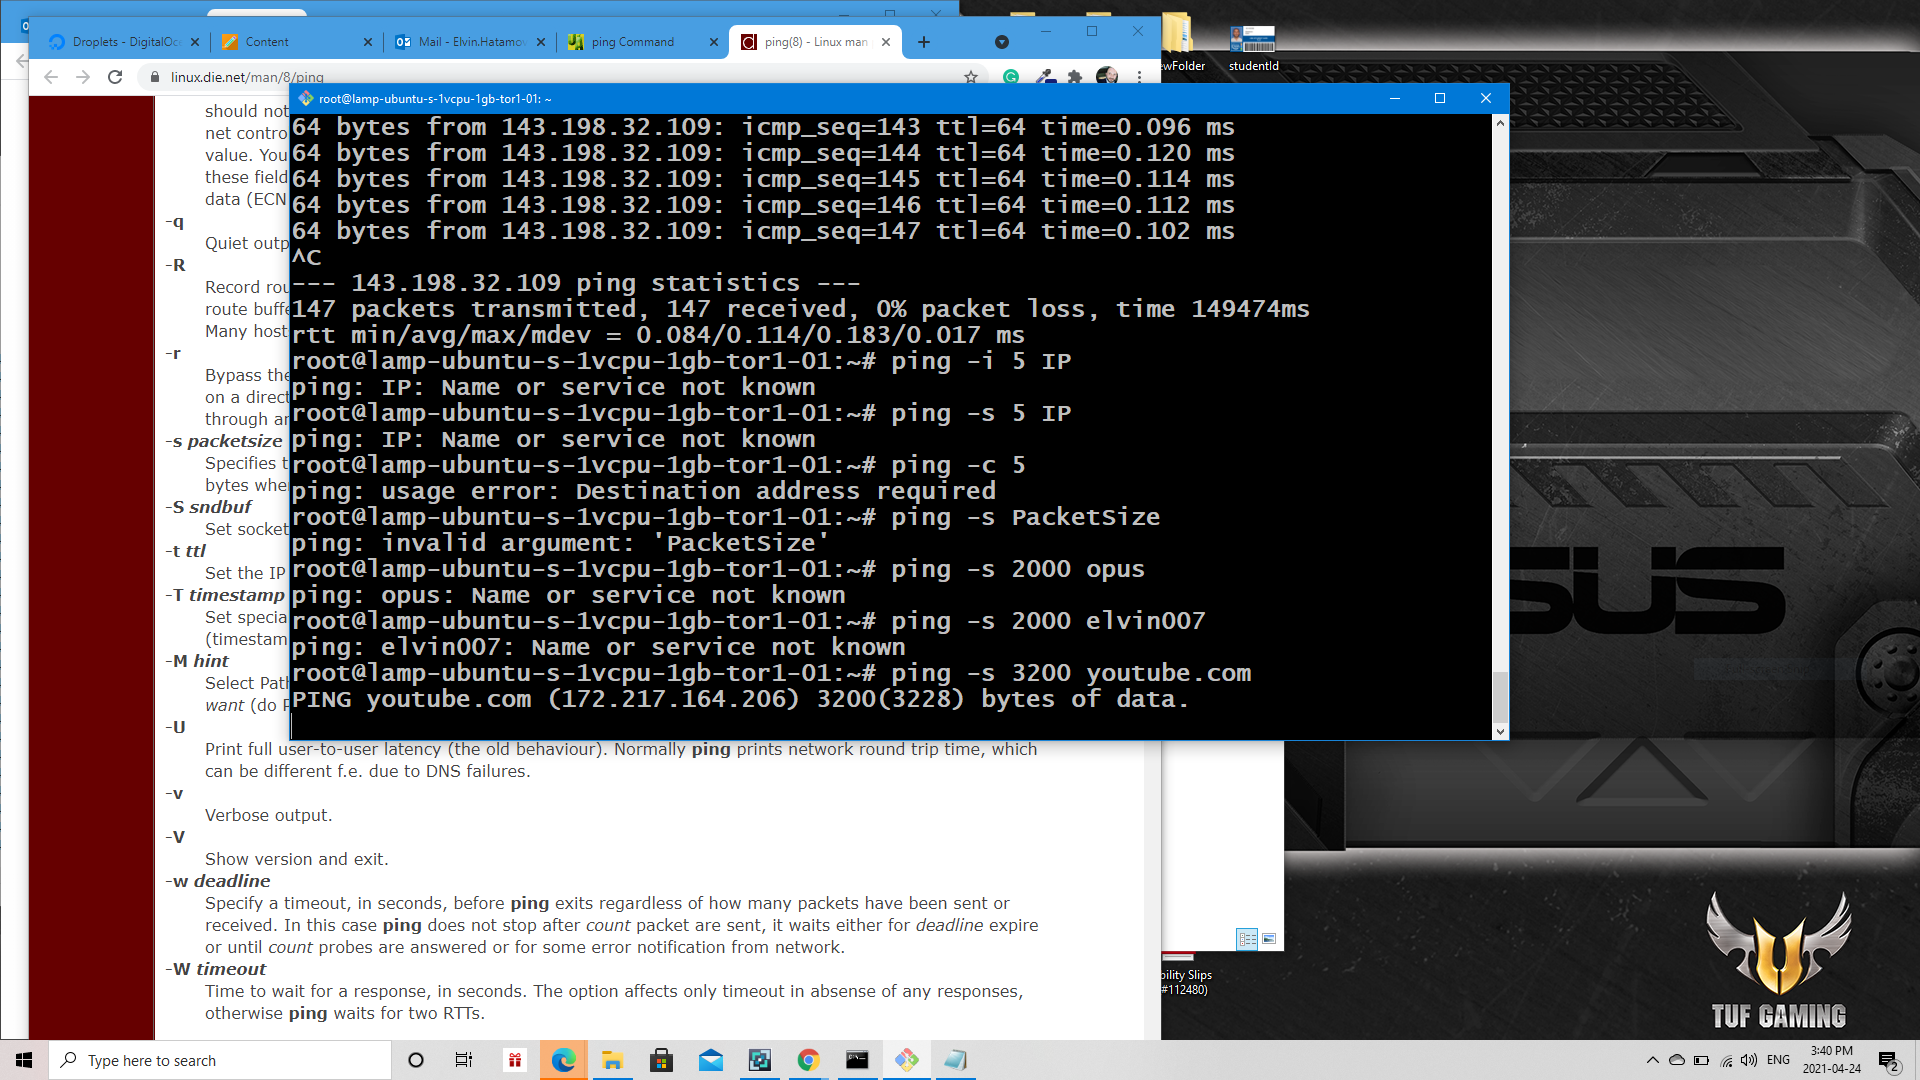 Droplets - DigitalOc
Content
Mail - Elvin.Hatamov
ping Command
ping(8) - Linux man
linux.die.net/man/8/ping
ewFolder
studentId
root@lamp-ubuntu-s-1vcpu-1gb-tor1-01: ~
64 bytes from 143.198.32.109: icmp_seq=143 ttl=64 time=0.096 ms
64 bytes from 143.198.32.109: icmp_seq=144 ttl=64 time=0.120 ms
64 bytes from 143.198.32.109: icmp_seq=145 ttl=64 time=0.114 ms
64 bytes from 143.198.32.109: icmp_seq=146 ttl=64 time=0.112 ms
64 bytes from 143.198.32.109: icmp_seq=147 ttl=64 time=0.102 ms
^C
--- 143.198.32.109 ping statistics ---
147 packets transmitted, 147 received, 0% packet loss, time 149474ms
rtt min/avg/max/mdev = 0.084/0.114/0.183/0.017 ms
root@lamp-ubuntu-s-1vcpu-1gb-tor1-01:~# ping -i 5 IP
ping: IP: Name or service not known
root@lamp-ubuntu-s-1vcpu-1gb-tor1-01:~# ping -s 5 IP
ping: IP: Name or service not known
root@lamp-ubuntu-s-1vcpu-1gb-tor1-01:~# ping -c 5
ping: usage error: Destination address required
root@lamp-ubuntu-s-1vcpu-1gb-tor1-01:~# ping -s PacketSize
ping: invalid argument: 'PacketSize'
root@lamp-ubuntu-s-1vcpu-1gb-tor1-01:~# ping -s 2000 opus
ping: opus: Name or service not known
root@lamp-ubuntu-s-1vcpu-1gb-tor1-01:~# ping -s 2000 elvin007
ping: elvin007: Name or service not known
root@lamp-ubuntu-s-1vcpu-1gb-tor1-01:~# ping -s 3200 youtube.com
PING youtube.com (172.217.164.206) 3200(3228) bytes of data.
should not
net contro
value. You
these field
data (ECN
-q
Quiet outp
-R
Record rou
route buffe
Many host
-r
Bypass the
on a direct
through an
-s packetsize
Specifies t
bytes whe
-S sndbuf
Set socket
-t ttl
Set the IP
-T timestamp
Set specia
(timestam
-M hint
Select Path
want (do P
-U
Print full user-to-user latency (the old behaviour). Normally ping prints network round trip time, which
can be different f.e. due to DNS failures.
-v
Verbose output.
-V
Show version and exit.
-w deadline
Specify a timeout, in seconds, before ping exits regardless of how many packets have been sent or
received. In this case ping does not stop after count packet are sent, it waits either for deadline expire
or until count probes are answered or for some error notification from network.
-W timeout
Time to wait for a response, in seconds. The option affects only timeout in absense of any responses,
otherwise ping waits for two RTTs.
SUS
bility Slips
#112480)
TUF GAMING
Type here to search
ENG
3:40 PM
2021-04-24
2